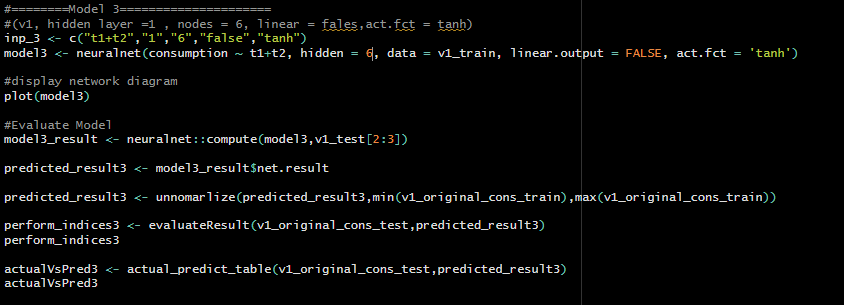 #========Model 3=====================
#(v1, hidden layer =1 , nodes = 6, linear = fales,act.fct = tanh)
inp_3 <- c("t1+t2","1","6","false","tanh")
model3 <- neuralnet(consumption ~ t1+t2, hidden = 6, data = v1_train, linear.output = FALSE, act.fct = 'tanh')
#display network diagram
plot(model3)
#Evaluate Model
model3_result <- neuralnet::compute(model3,v1_test[2:3])
predicted_result3 <- model3_result$net.result
predicted_result3 <- unnomarlize(predicted_result3,min(v1_original_cons_train),max(v1_original_cons_train))
perform_indices3 <- evaluateResult(v1_original_cons_test,predicted_result3)
perform_indices3
actualVsPred3 <- actual_predict_table(v1_original_cons_test,predicted_result3)
actualVsPred3